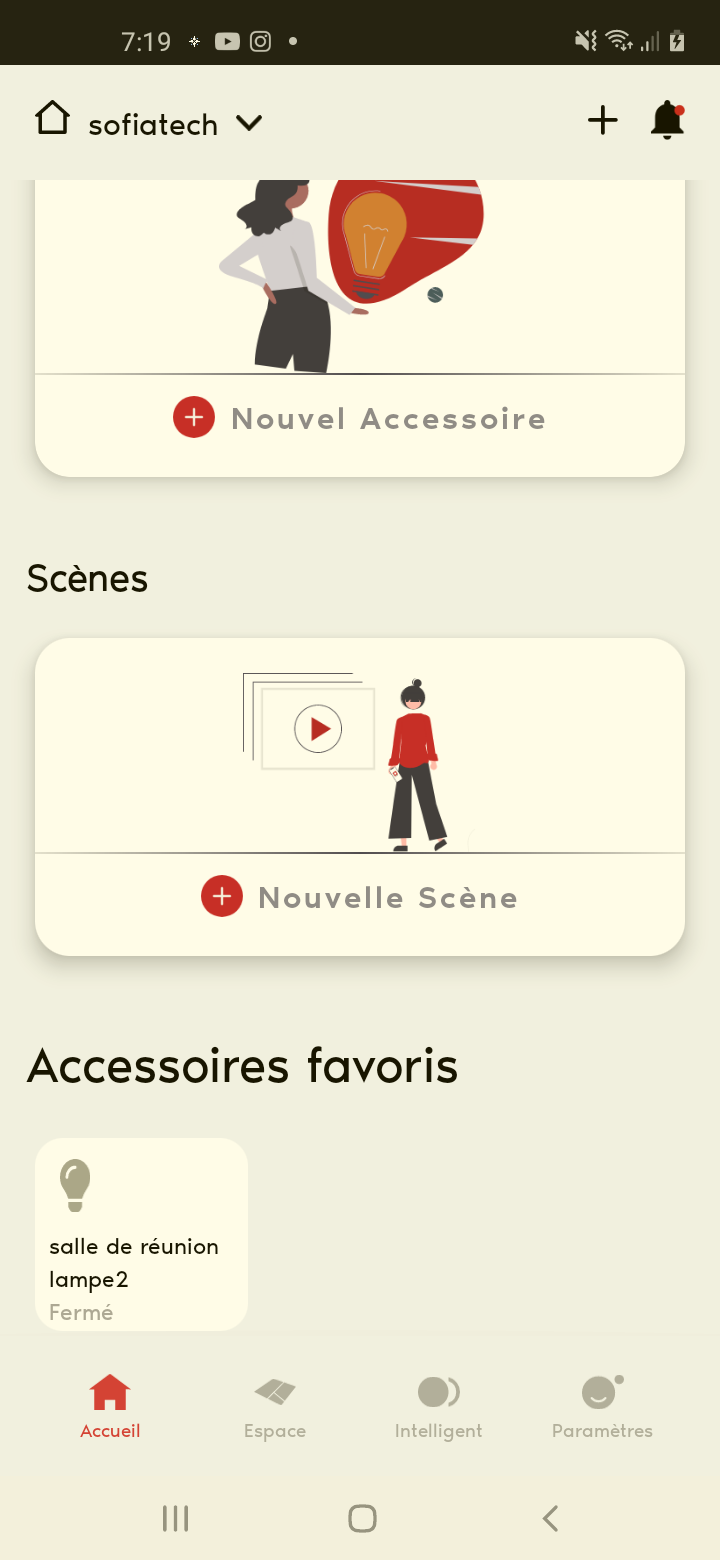 7:19
sofiatech
Nouvel Accessoire
Scènes
Nouvelle Scène
Accessoires favoris
salle de réunion
lampe2
Fermé
Accueil Espace Intelligent Paramètres